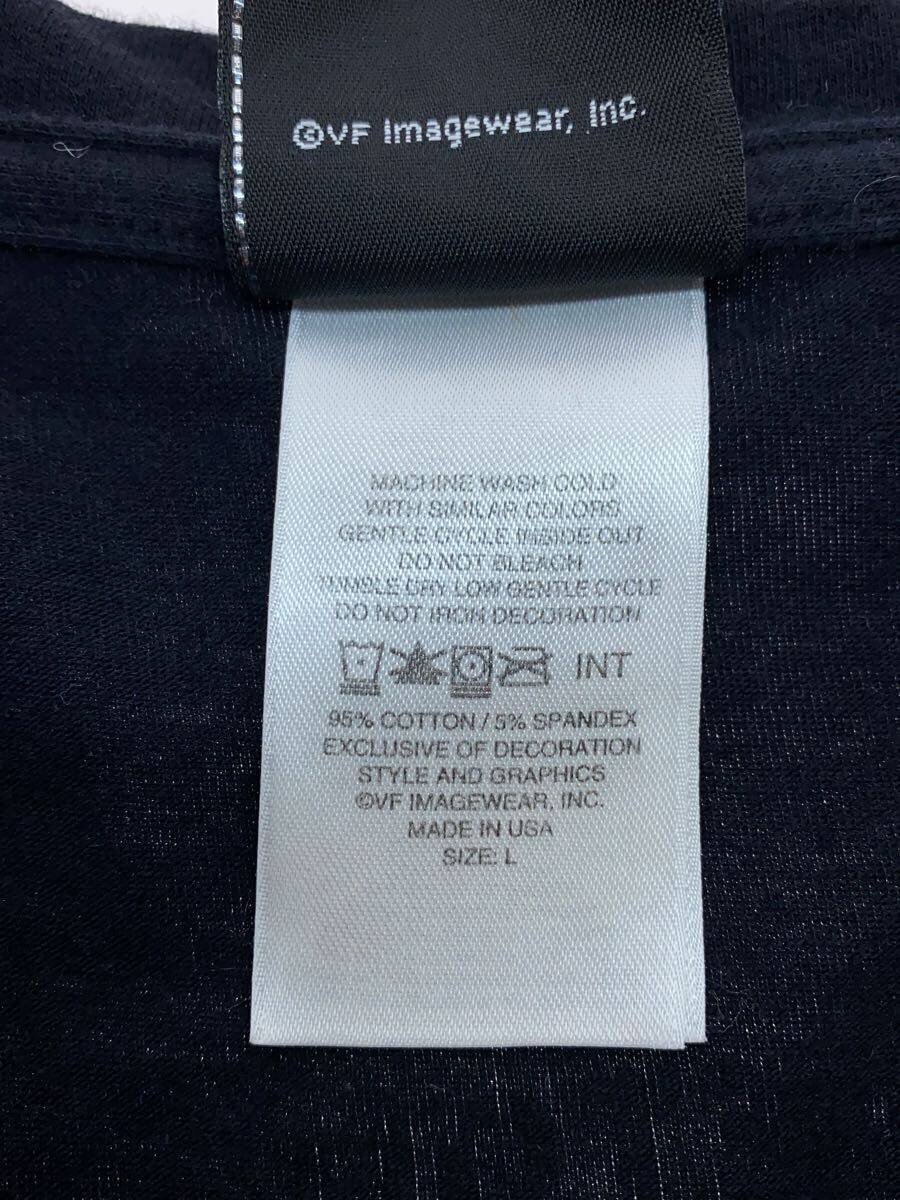 ©VF Imagewear, Inc.
MACHINE WASH COLD
WITH SIMILAR COLORS
GENTLE CYCLE INSIDE OUT
DO NOT BLEACH
TUMBLE DRY LOW GENTLE CYCLE
DO NOT IRON DECORATION
INT
95% COTTON / 5% SPANDEX
EXCLUSIVE OF DECORATION
STYLE AND GRAPHICS
©VF IMAGEWEAR, INC.
MADE IN USA
SIZE: L